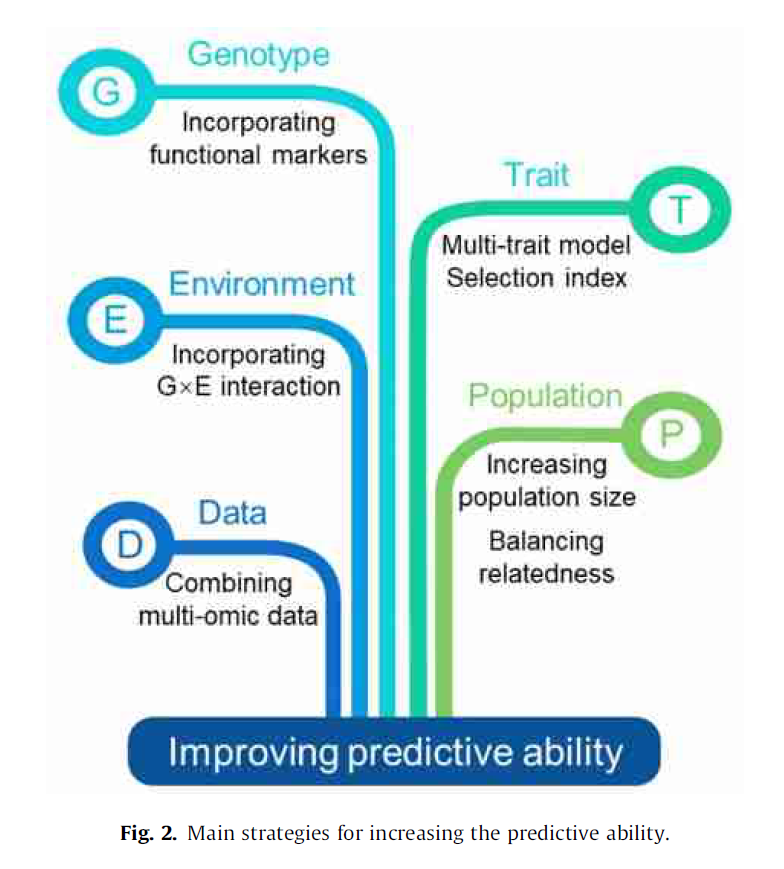 Genotype
G
Incorporating
functional markers
Trait
T
Multi-trait model
Selection index
Environment
E
Incorporating
G×E interaction
Population
P
Increasing
population size
Balancing
relatedness
Data
D
Combining
multi-omic data
Improving predictive ability
Fig. 2. Main strategies for increasing the predictive ability.